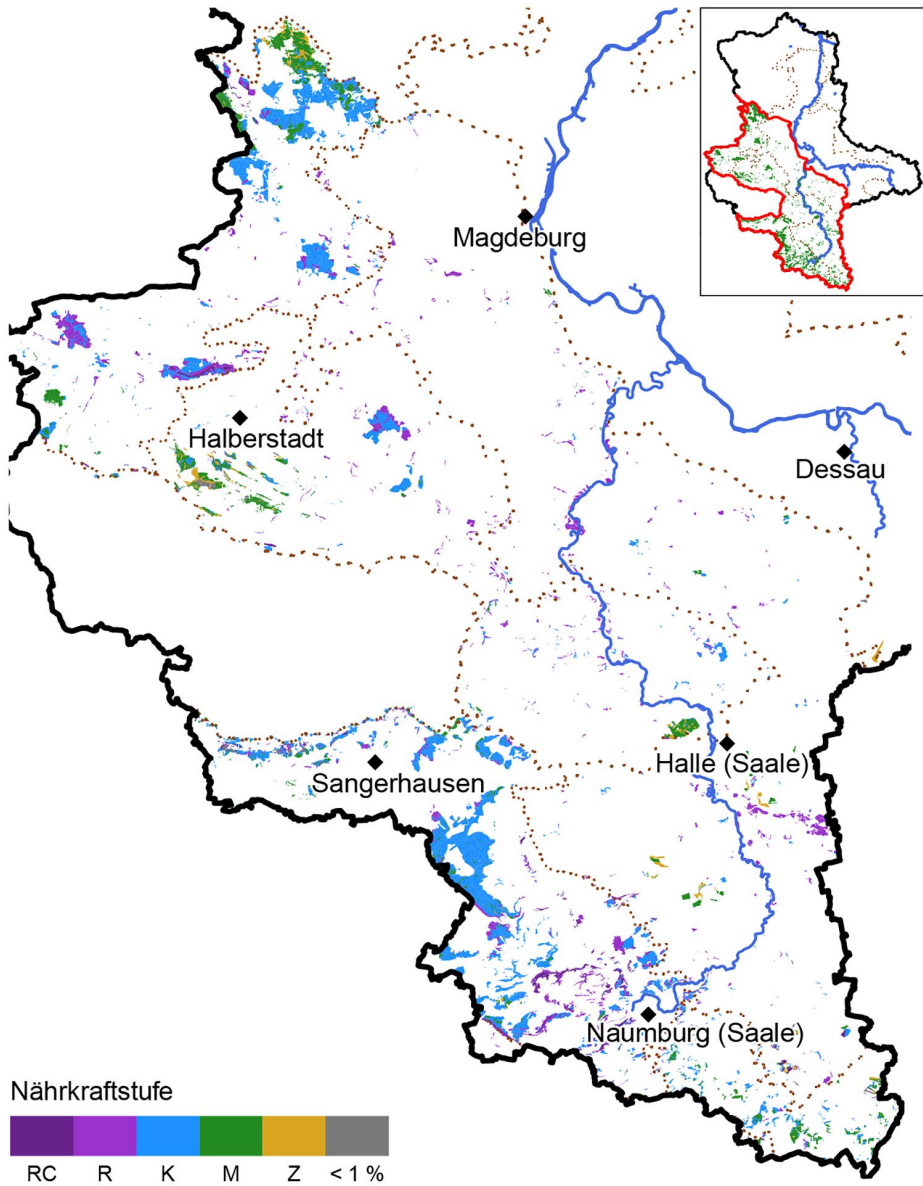 Magdeburg
Halberstadt
Dessau
Sangerhausen
Halle (Saale)
Naumburg (Saale)
Nährkraftstufe
RC R K M Z < 1 %